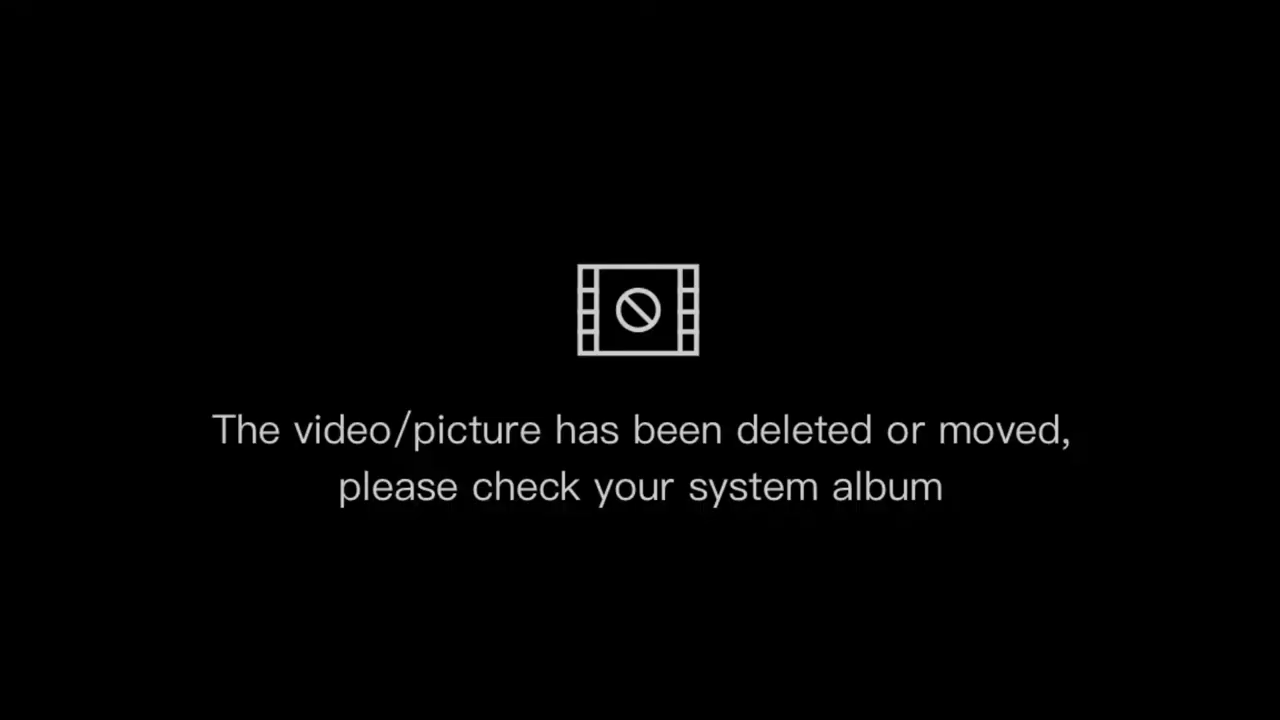 The video/picture has been deleted or moved,
please check your system album